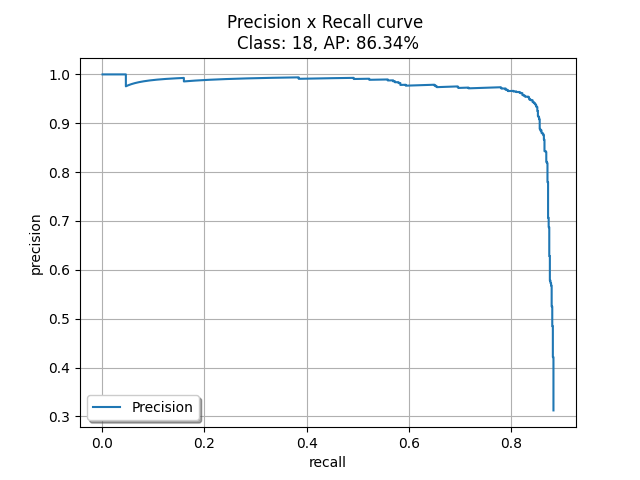 Precision x Recall curve
Class: 18, AP: 86.34%
1.0
0.9
0.8
0.7
0.6
0.5
0.4
0.3
precision
Precision
0.0
0.2
0.4
0.6
0.8
recall